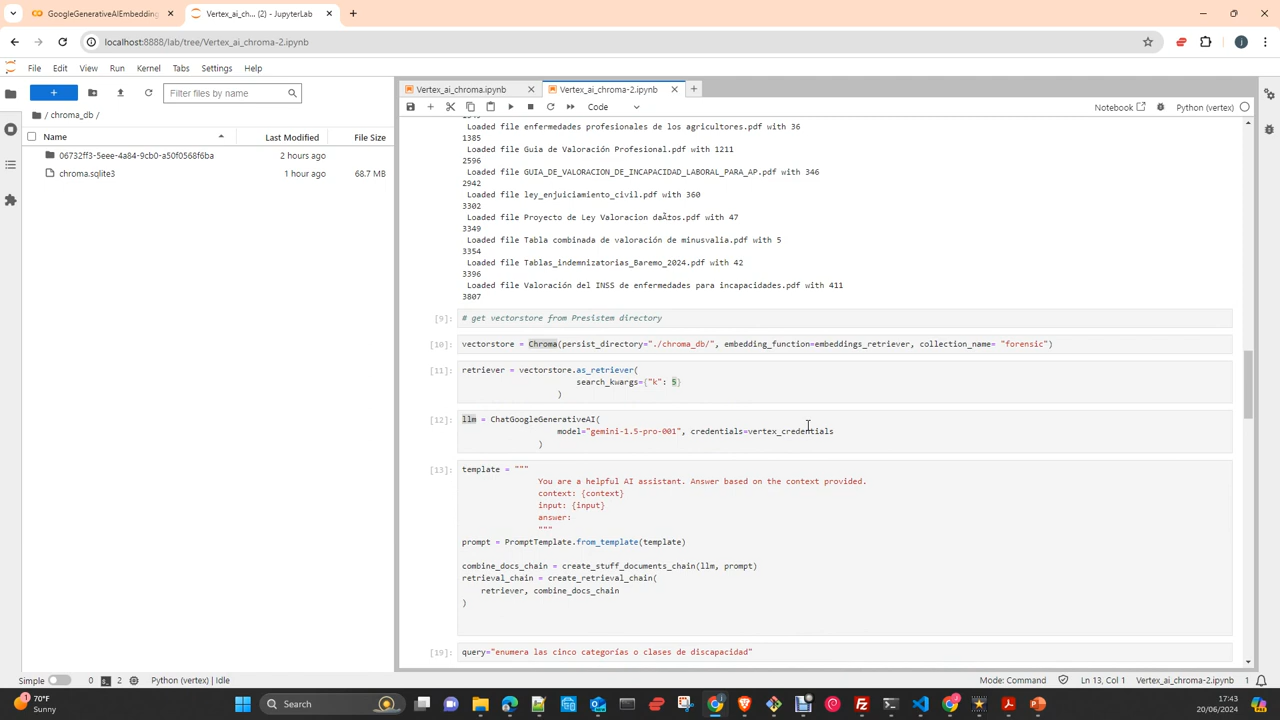 GoogleGenerativeAIEmbedding
Vertex_ai_ch... (2) - JupyterLab
localhost:8888/lab/tree/Vertex_ai_chroma-2.ipynb
File Edit View Run Kernel Tabs Settings Help
Filter files by name
/ chroma_db /
Name Last Modified File Size
06732ff3-5eee-4a84-9cb0-a50f0568f6ba 2 hours ago
chroma.sqlite3 1 hour ago 68.7 MB
Vertex_ai_chroma.ipynb
Vertex_ai_chroma-2.ipynb
Code
Notebook
Python (vertex)
Loaded file enfermedades profesionales de los agricultores.pdf with 36
1385
Loaded file Guia de Valoración Profesional.pdf with 1211
2596
Loaded file GUIA_DE_VALORACION_DE_INCAPACIDAD_LABORAL_PARA_AP.pdf with 346
2942
Loaded file ley_enjuiciamiento_civil.pdf with 360
3302
Loaded file Proyecto de Ley Valoracion daÃ±os.pdf with 47
3349
Loaded file Tabla combinada de valoración de minusvalia.pdf with 5
3354
Loaded file Tablas_indemnizatorias_Baremo_2024.pdf with 42
3396
Loaded file Valoración del INSS de enfermedades para incapacidades.pdf with 411
3807
[9]: # get vectorstore from Presistem directory
[10]: vectorstore = Chroma(persist_directory="./chroma_db/", embedding_function=embeddings_retriever, collection_name= "forensic")
[11]: retriever = vectorstore.as_retriever(
search_kwargs={"k": 5}
)
[12]: llm = ChatGoogleGenerativeAI(
model="gemini-1.5-pro-001", credentials=vertex_credentials
)
[13]: template = """
You are a helpful AI assistant. Answer based on the context provided.
context: {context}
input: {input}
answer:
"""
prompt = PromptTemplate.from_template(template)
combine_docs_chain = create_stuff_documents_chain(llm, prompt)
retrieval_chain = create_retrieval_chain(
retriever, combine_docs_chain
)
[19]: query="enumera las cinco categorías o clases de discapacidad"
Simple 0 2 Python (vertex) | Idle
Mode: Command Ln 13, Col 1 Vertex_ai_chroma-2.ipynb 1
70°F
Sunny
Search
17:43
20/06/2024